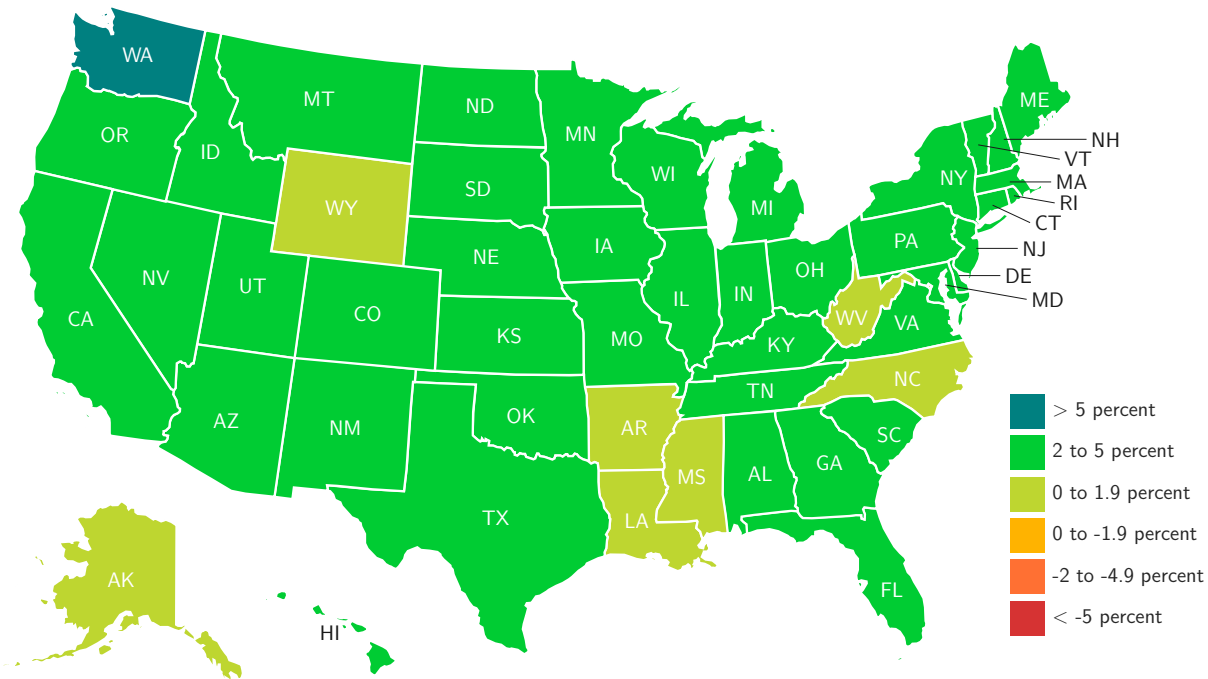 WA
MT
ND
ME
OR
MN
NH
ID
VT
WI
NY
MA
SD
RI
WY
MI
CT
PA
IA
NJ
NE
OH
DE
NV
UT
IN
MD
IL
CO
WV
CA
VA
KS
MO
KY
NC
TN
> 5 percent
OK
AZ
NM
AR
SC
2 to 5 percent
GA
AL
MS
0 to 1.9 percent
TX
LA
0 to -1.9 percent
AK
-2 to -4.9 percent
FL
< -5 percent
HI